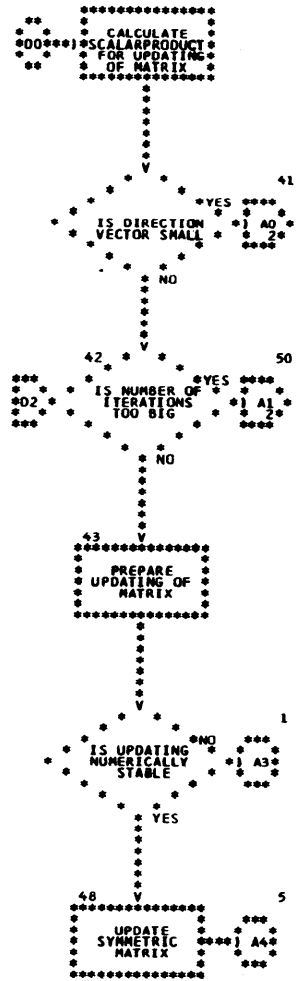 CALCULATE
D0 SCALARPRODUCT
FOR UPDATING
OF MATRIX
41
YES
IS DIRECTION A0
VECTOR SMALL 2
NO
42 50
YES
IS NUMBER OF
D2 ITERATIONS A1
TOO BIG 2
NO
43
PREPARE
UPDATING OF
MATRIX
1
NO
IS UPDATING
NUMERICALLY A3
STABLE
YES
48 5
UPDATE
SYMMETRIC A4
MATRIX